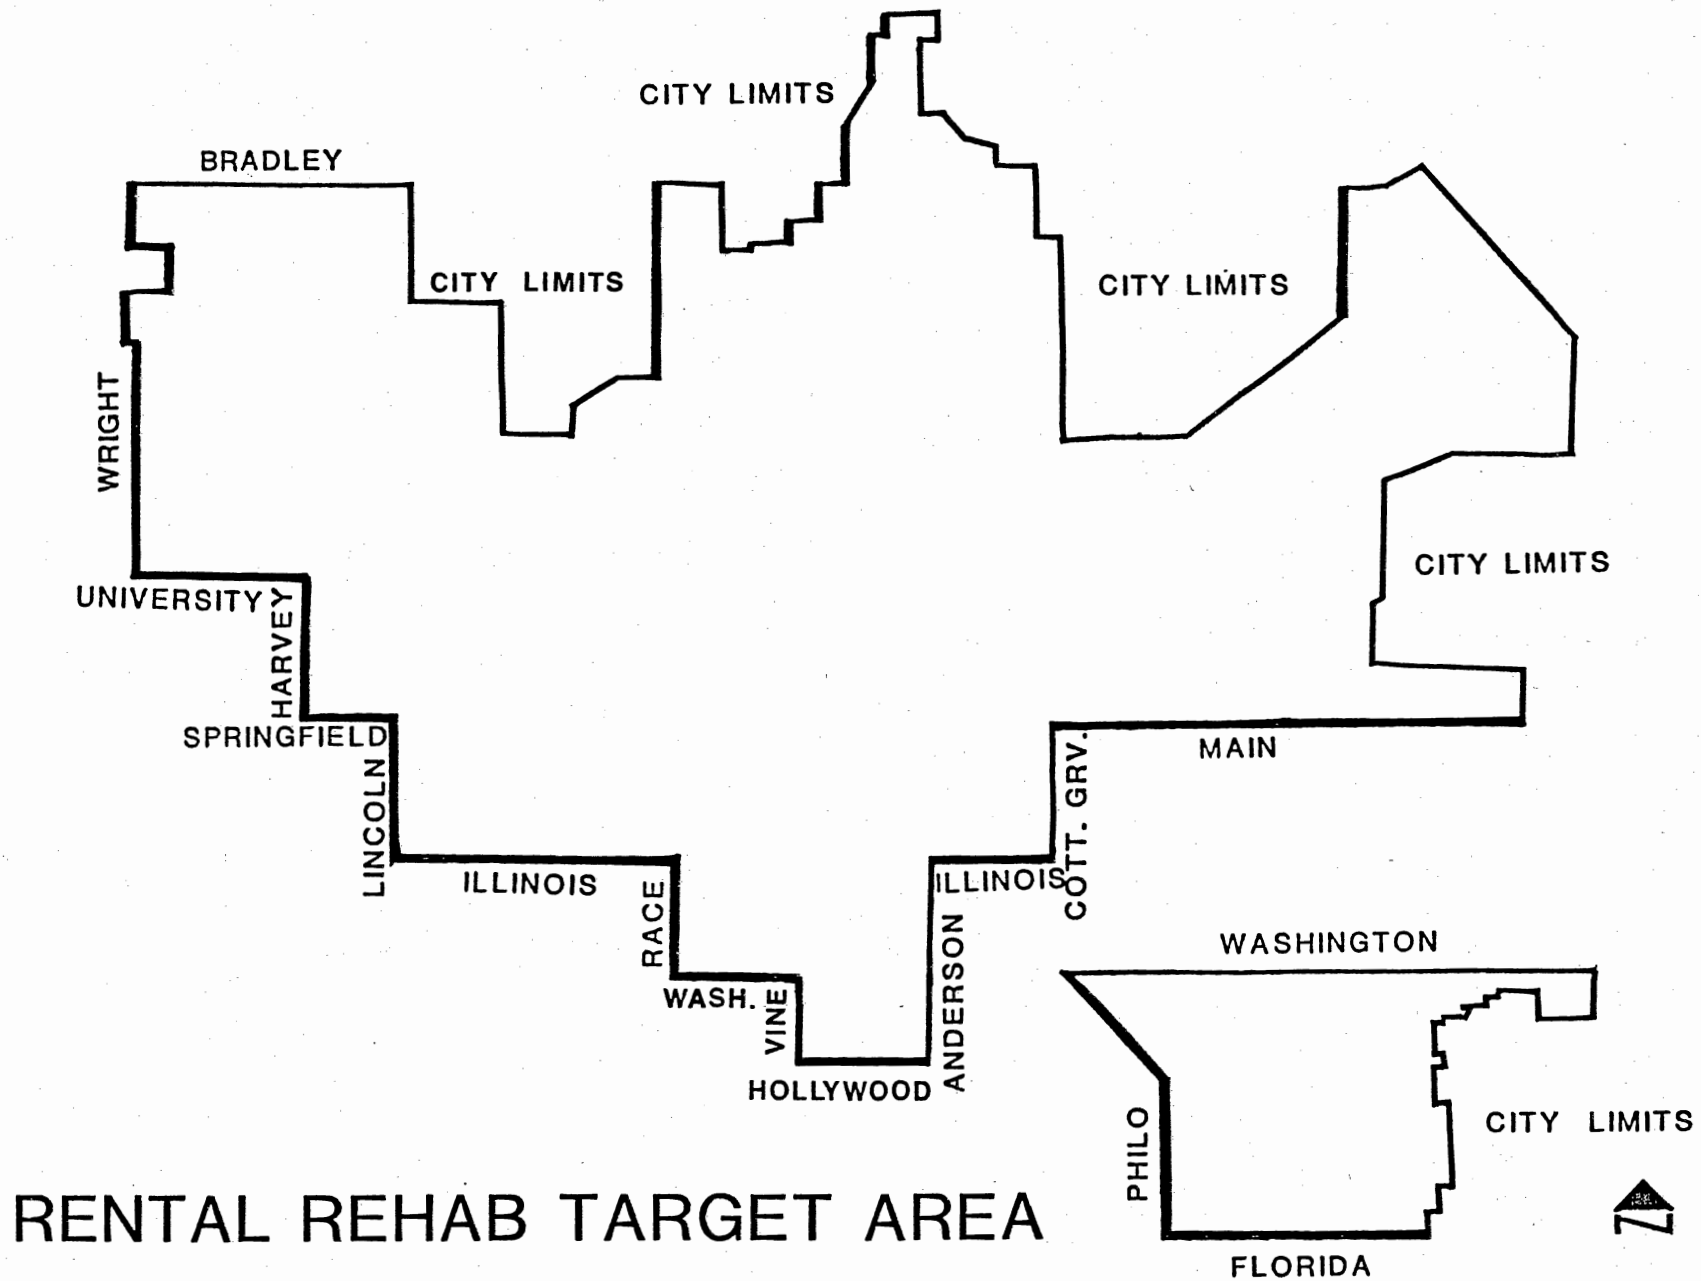 CITY LIMITS
BRADLEY
CITY LIMITS
CITY LIMITS
WRIGHT
CITY LIMITS
UNIVERSITY
HARVEY
SPRINGFIELD
MAIN
LINCOLN
COTT. GRV.
ILLINOIS
ILLINOIS
RACE
ANDERSON
WASHINGTON
WASH.
VINE
HOLLYWOOD
PHILO
CITY LIMITS
RENTAL REHAB TARGET AREA
N
FLORIDA